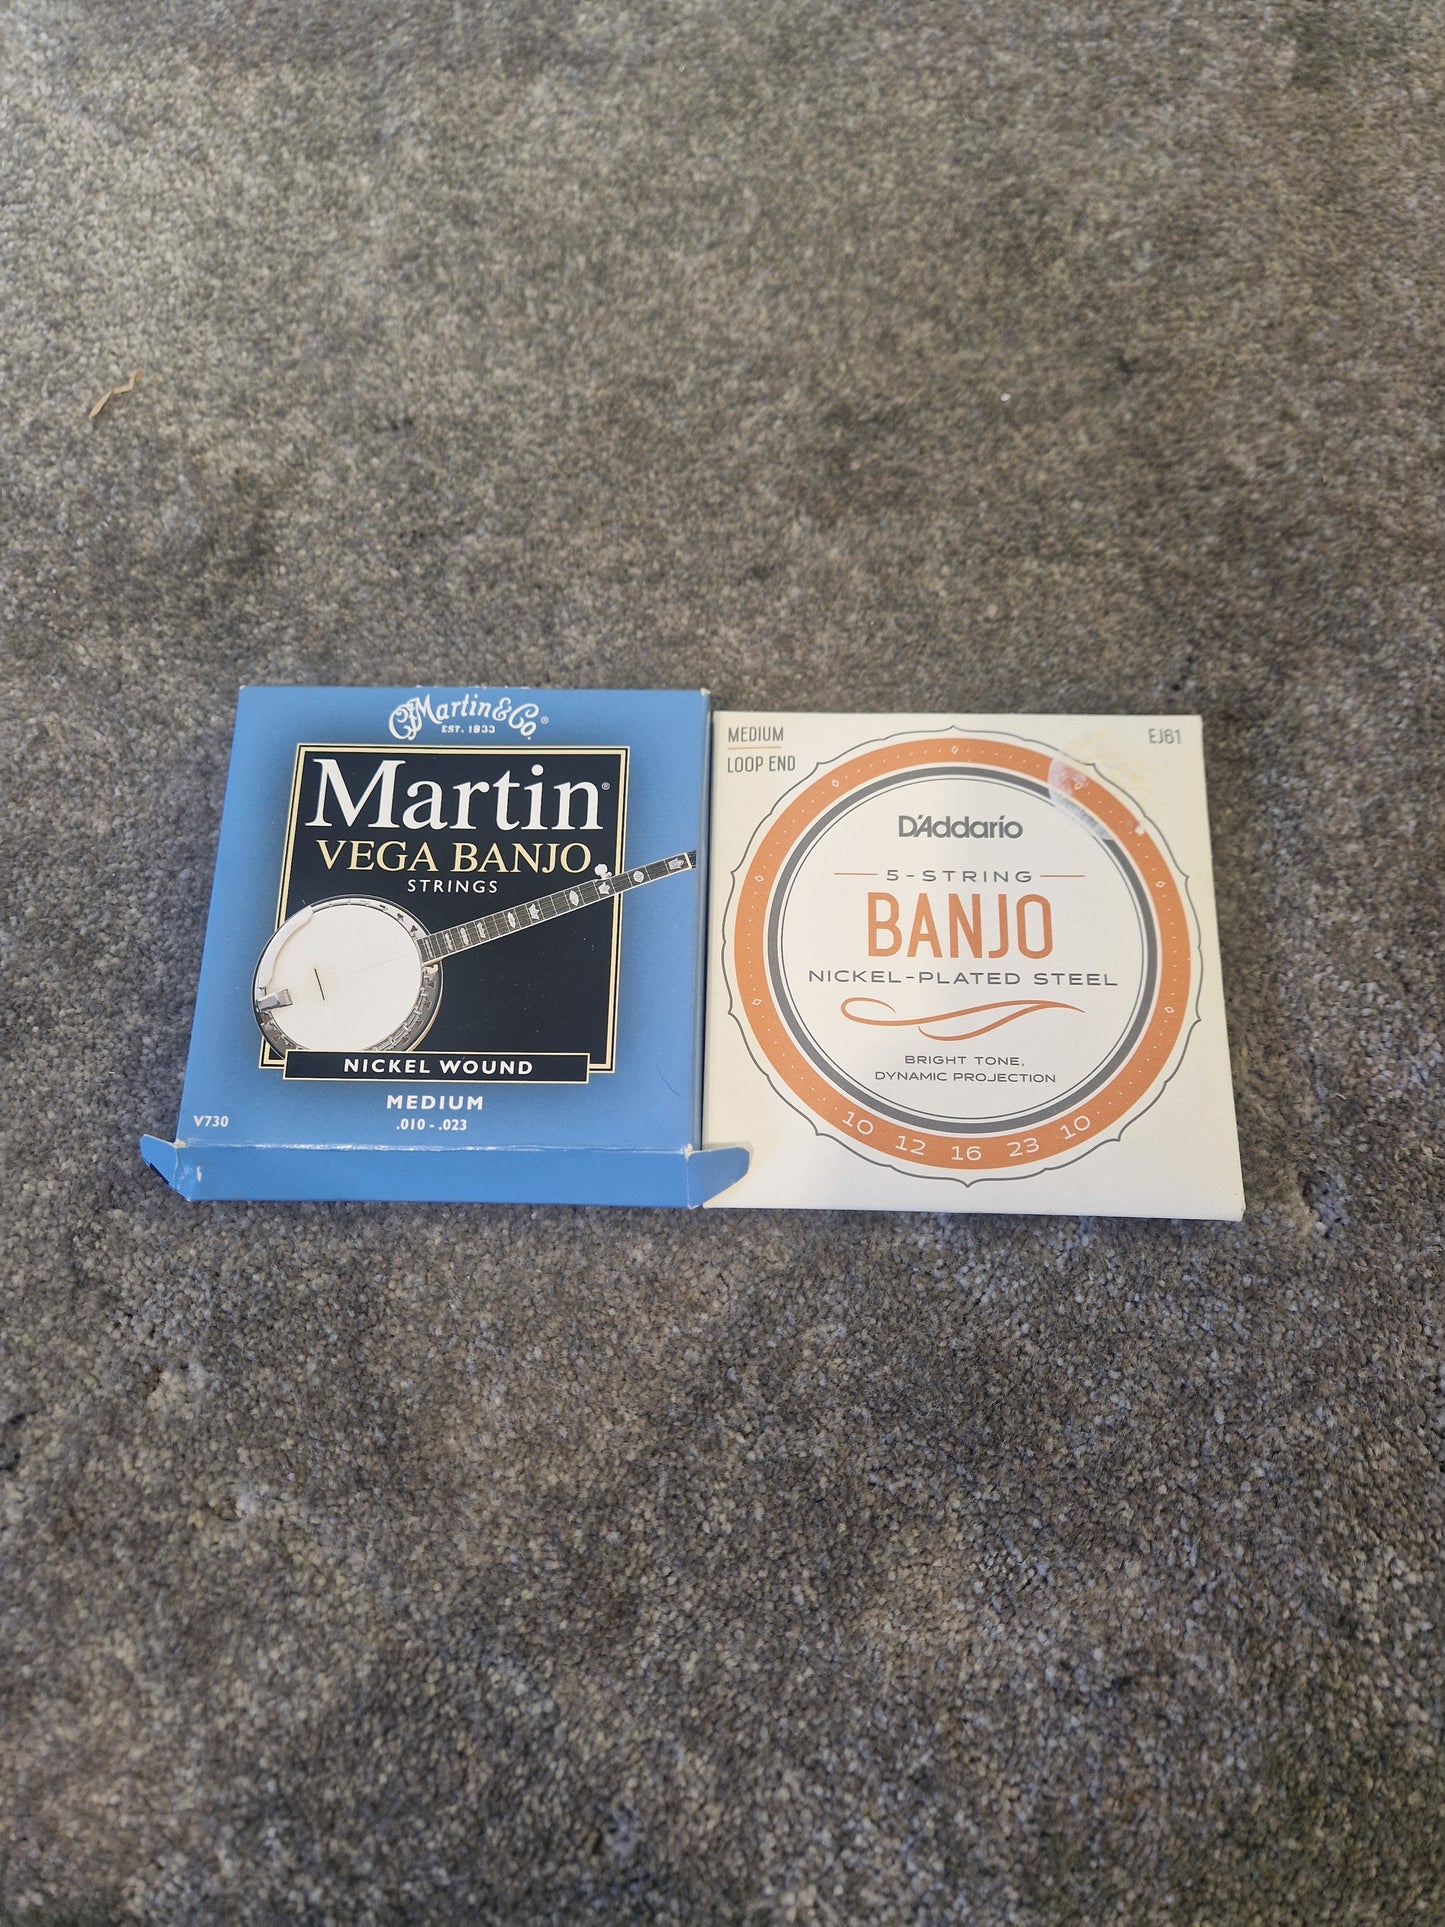 Martin & Co.®
EST. 1833
Martin®
VEGA BANJO
STRINGS
NICKEL WOUND
MEDIUM
.010 - .023
V730
MEDIUM
LOOP END
EJ61
D'Addario
5-STRING
BANJO
NICKEL-PLATED STEEL
BRIGHT TONE,
DYNAMIC PROJECTION
10 12 16 23 10